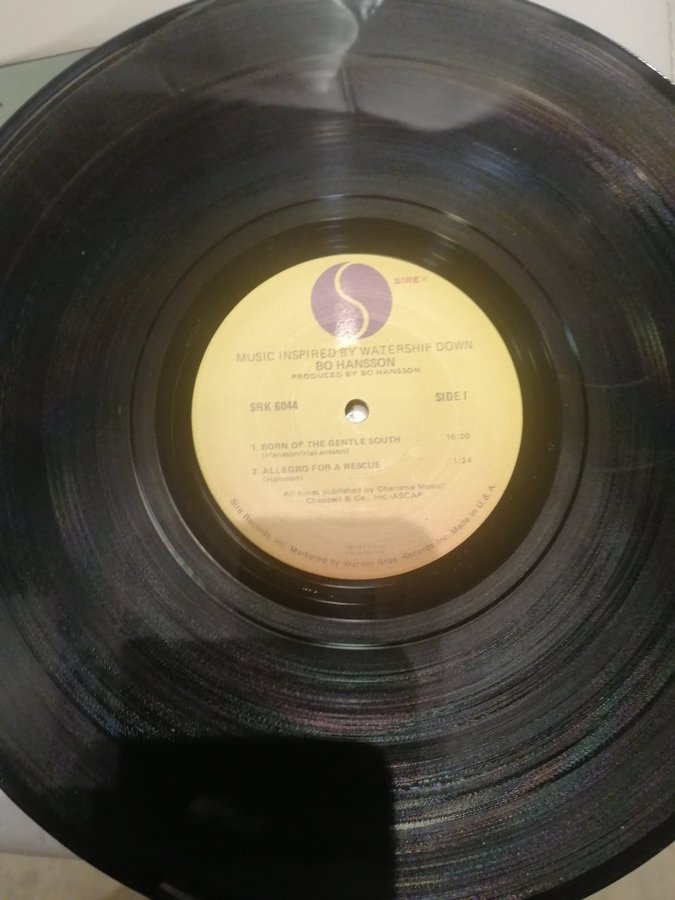 SIRE
MUSIC INSPIRED BY WATERSHIP DOWN
BO HANSSON
PRODUCED BY BO HANSSON
SRK 6044
SIDE I
1. BORN OF THE GENTLE SOUTH 16:20
(Hansson/Hakansson)
2. ALLEGRO FOR A RESCUE 1:24
(Hansson)
All tunes published by Charisma Music/
Chappell & Co., Inc.-ASCAP
Sire Records, Inc. Marketed by Warner Bros. Records Inc. Made in U.S.A.